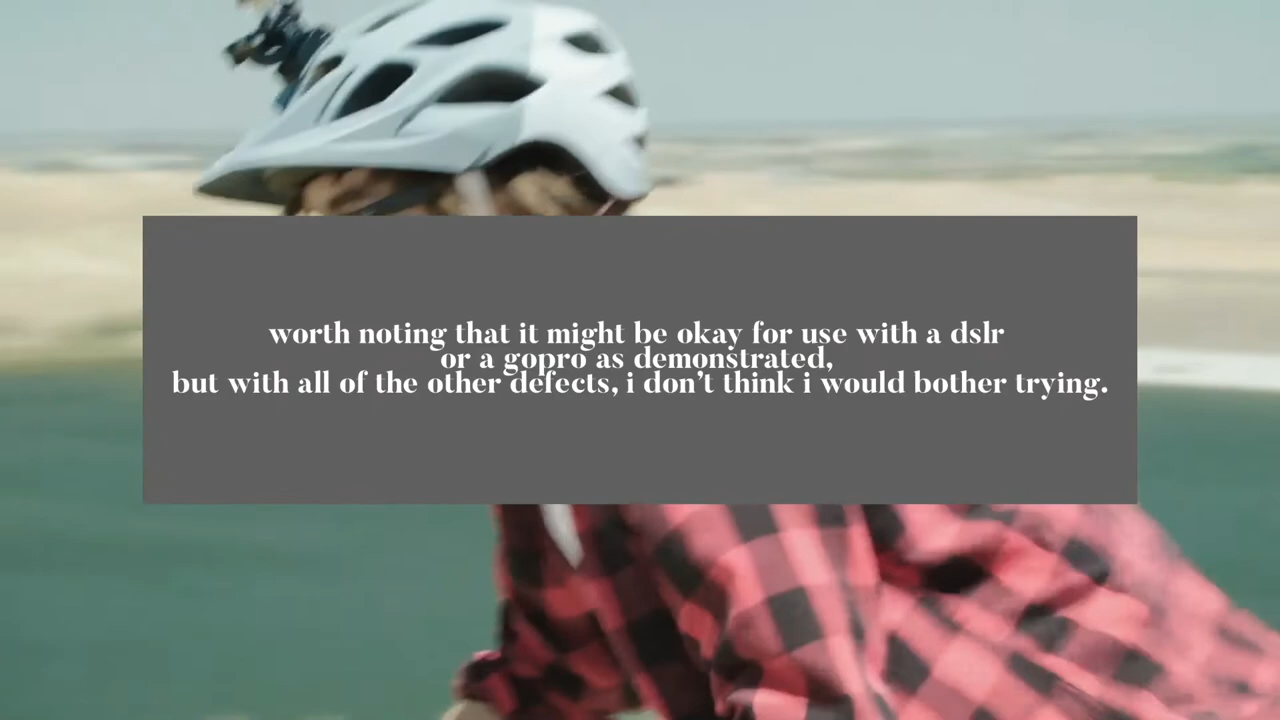 worth noting that it might be okay for use with a dslr
or a gopro as demonstrated,
but with all of the other defects, i don't think i would bother trying.